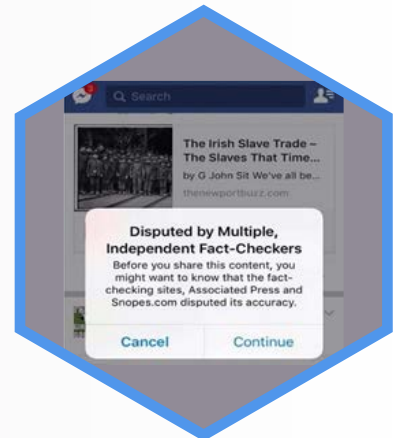 3
Search
The Irish Slave Trade –
The Slaves That Time...
by G John Sit We've all be...
thenewportbuzz.com
Disputed by Multiple,
Independent Fact-Checkers
Before you share this content, you
might want to know that the fact-
checking sites, Associated Press and
Snopes.com disputed its accuracy.
Cancel Continue